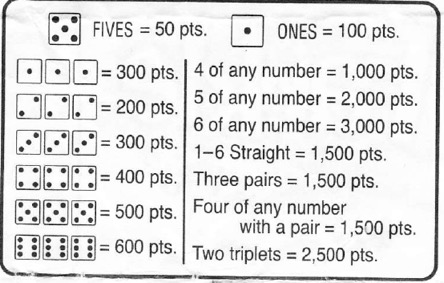 FIVES = 50 pts.
ONES = 100 pts.
= 300 pts.
= 200 pts.
= 300 pts.
= 400 pts.
= 500 pts.
= 600 pts.
4 of any number = 1,000 pts.
5 of any number = 2,000 pts.
6 of any number = 3,000 pts.
1–6 Straight = 1,500 pts.
Three pairs = 1,500 pts.
Four of any number
with a pair = 1,500 pts.
Two triplets = 2,500 pts.